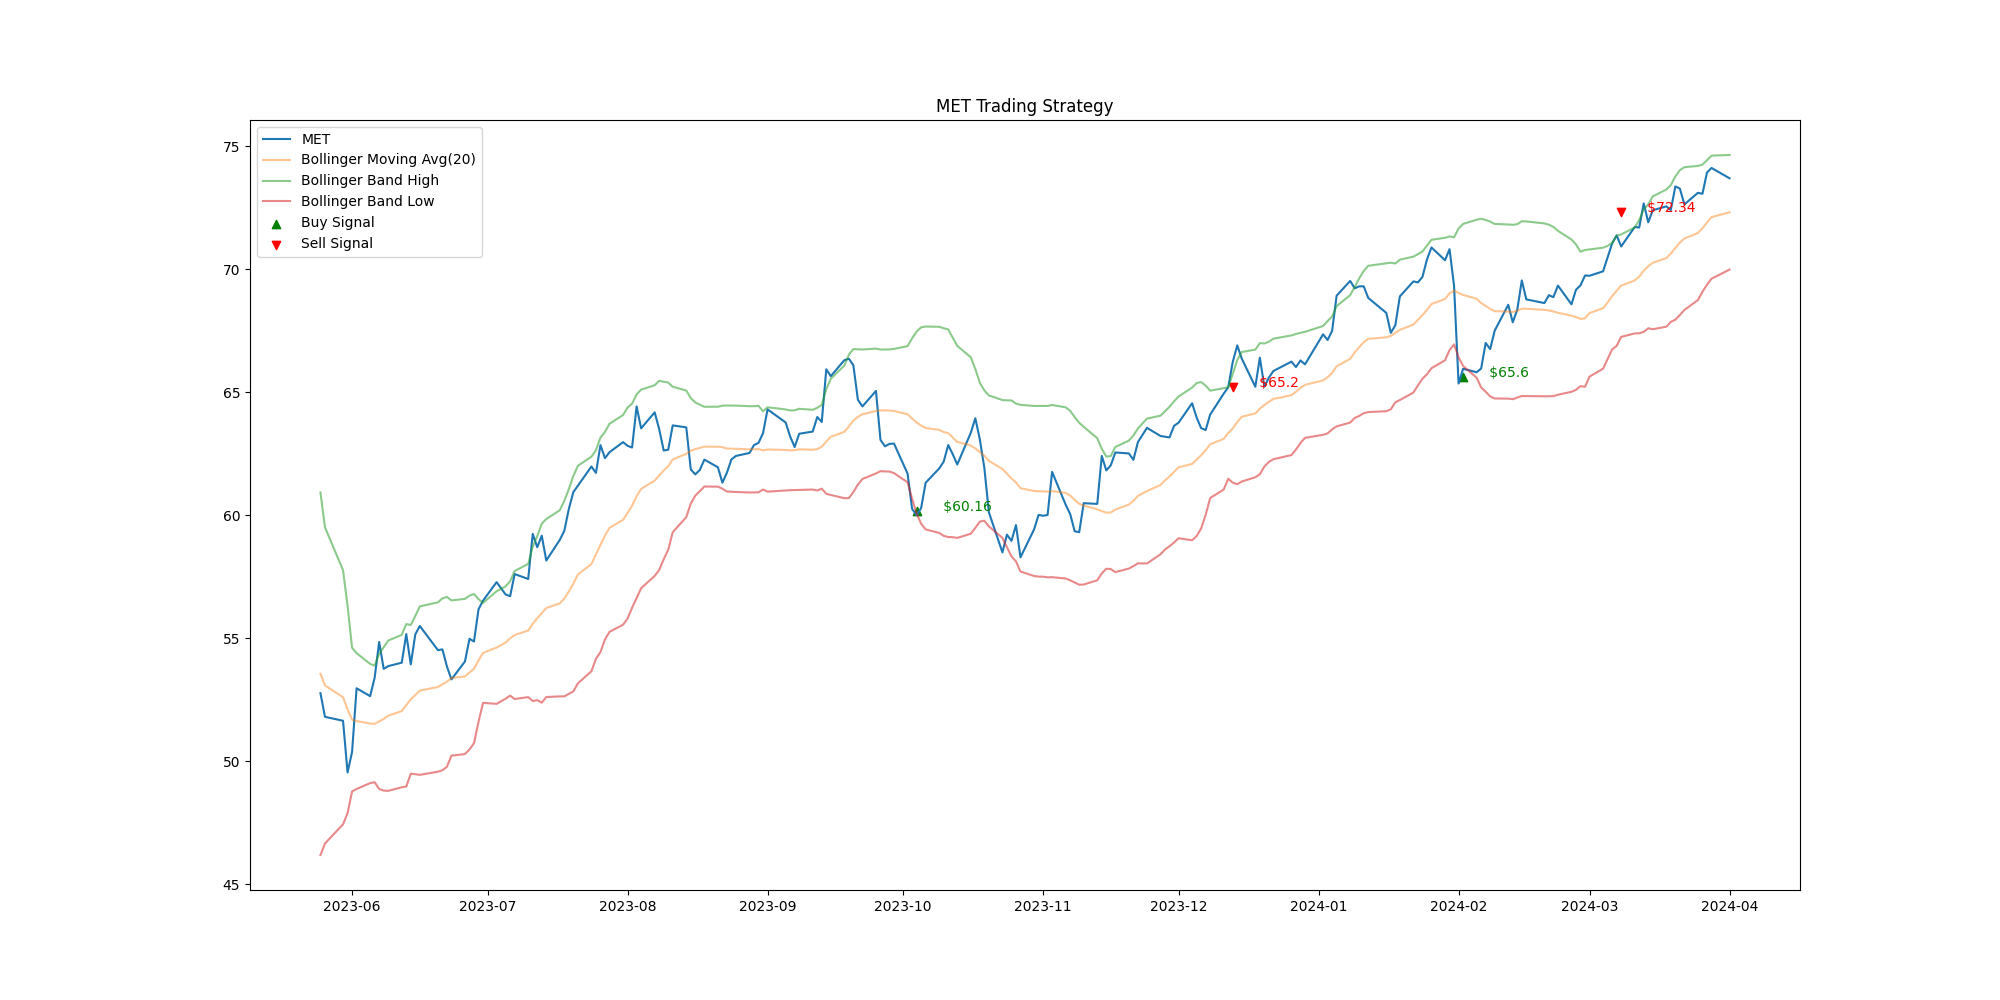 MET Trading Strategy
MET
Bollinger Moving Avg(20)
Bollinger Band High
Bollinger Band Low
Buy Signal
Sell Signal
75
70
65
60
55
50
45
$72.34
$65.2
$65.6
$60.16
2023-06 2023-07 2023-08 2023-09 2023-10 2023-11 2023-12 2024-01 2024-02 2024-03 2024-04